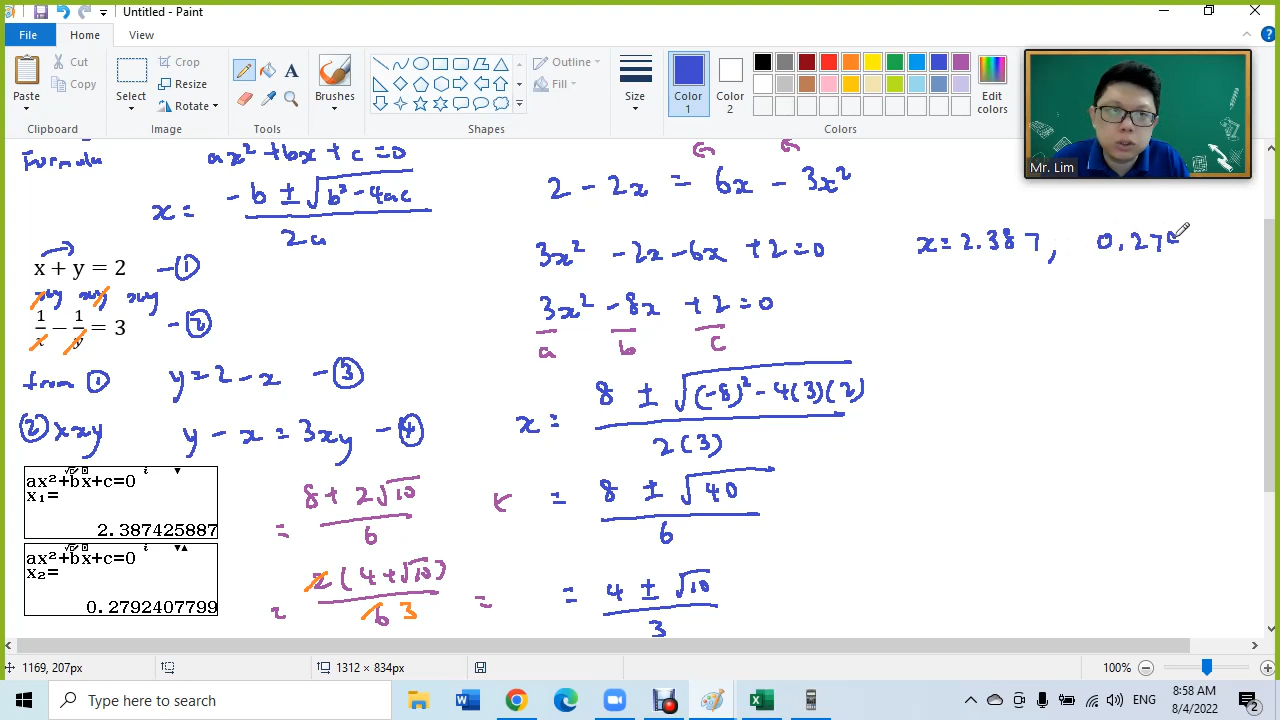 Untitled - Paint
File Home View
Cut
Copy
Paste
Clipboard
Select
Crop
Resize
Rotate
Image
Tools
Brushes
Shapes
Outline
Fill
Size
Color 1
Color 2
Edit colors
Colors
Mr. Lim
Formula
ax² + bx + c = 0
x = (-b ± √(b² - 4ac)) / 2a
x + y = 2 - ①
xy xy xy
1/x − 1/y = 3 - ②
from ① y = 2 - x - ③
② × xy y - x = 3xy - ④
ax²+bx+c=0
x₁=
2.387425887
ax²+bx+c=0
x₂=
0.2792407799
= (8 + 2√10) / 6
= 2(4 + √10) / 6 3
2 - 2x = 6x - 3x²
3x² - 2x - 6x + 2 = 0
3x² - 8x + 2 = 0
a b c
x = (8 ± √((-8)² - 4(3)(2))) / 2(3)
= (8 ± √40) / 6
= (4 ± √10) / 3
x = 2.387, 0.27
1169, 207px
1312 × 834px
100%
Type here to search
ENG
8:58 AM
8/4/2022
2